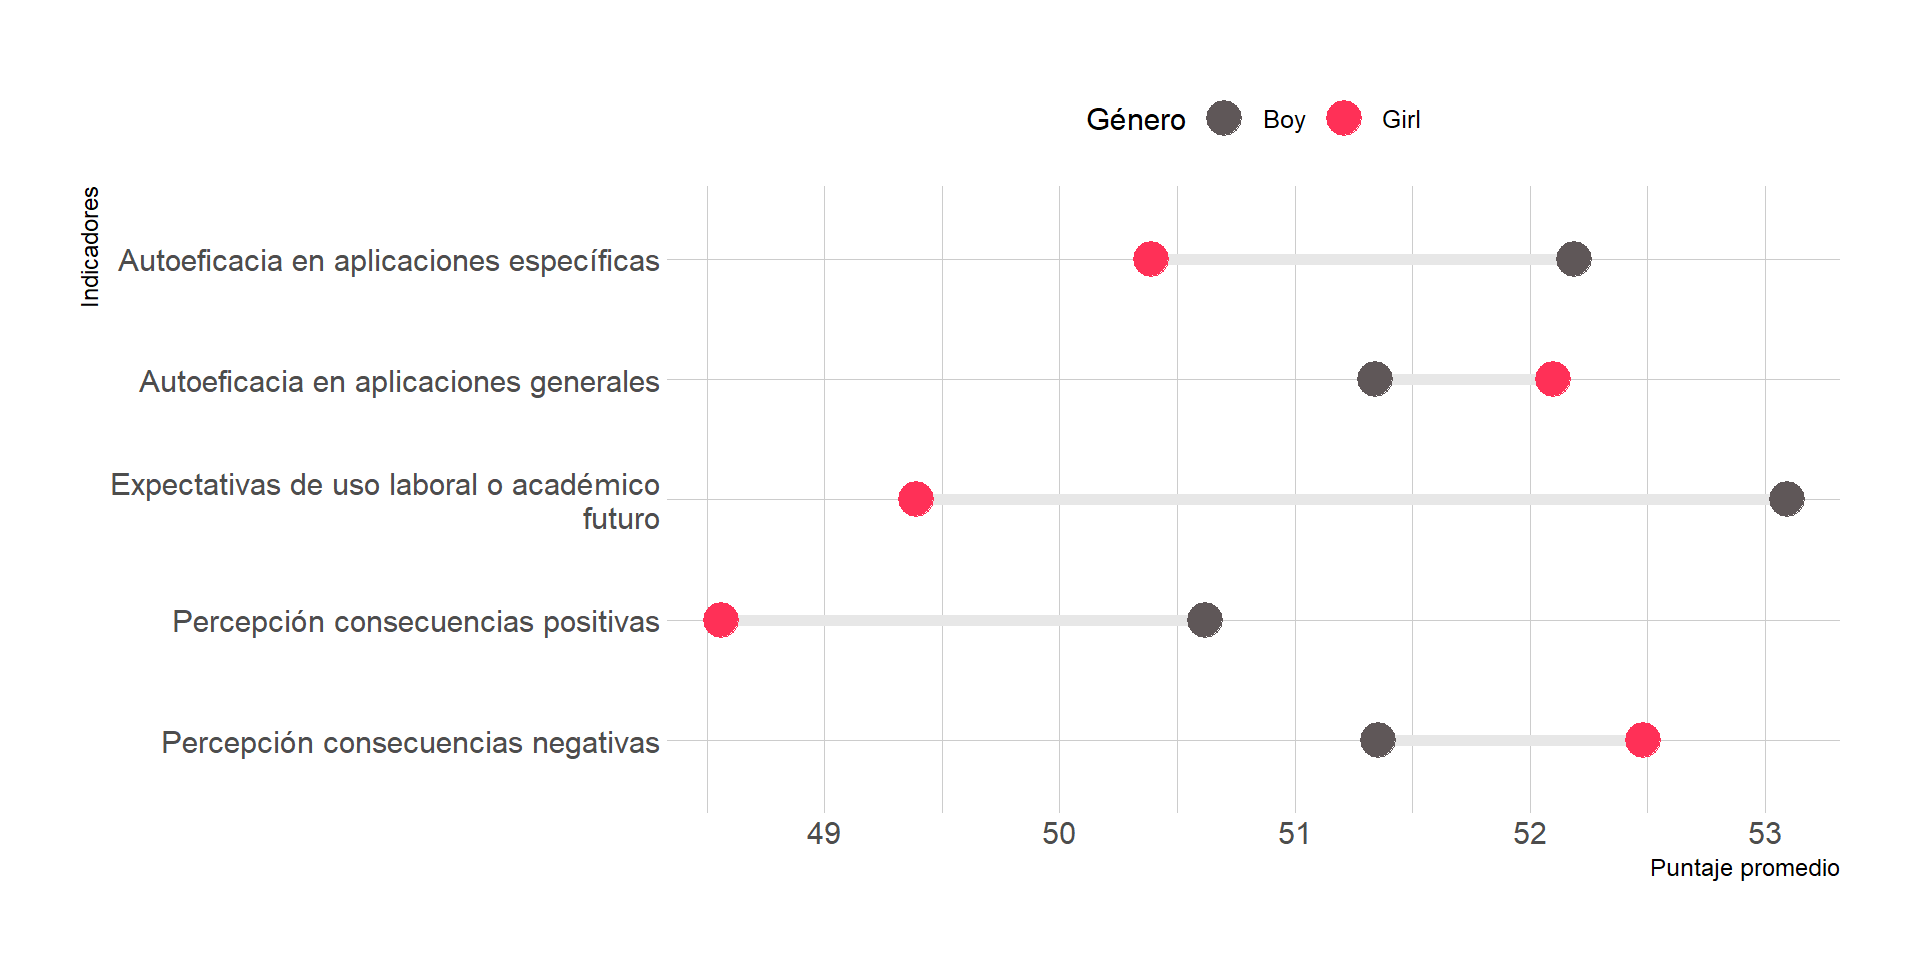 Género Boy Girl
Indicadores
Autoeficacia en aplicaciones específicas
Autoeficacia en aplicaciones generales
Expectativas de uso laboral o académico
futuro
Percepción consecuencias positivas
Percepción consecuencias negativas
49 50 51 52 53
Puntaje promedio